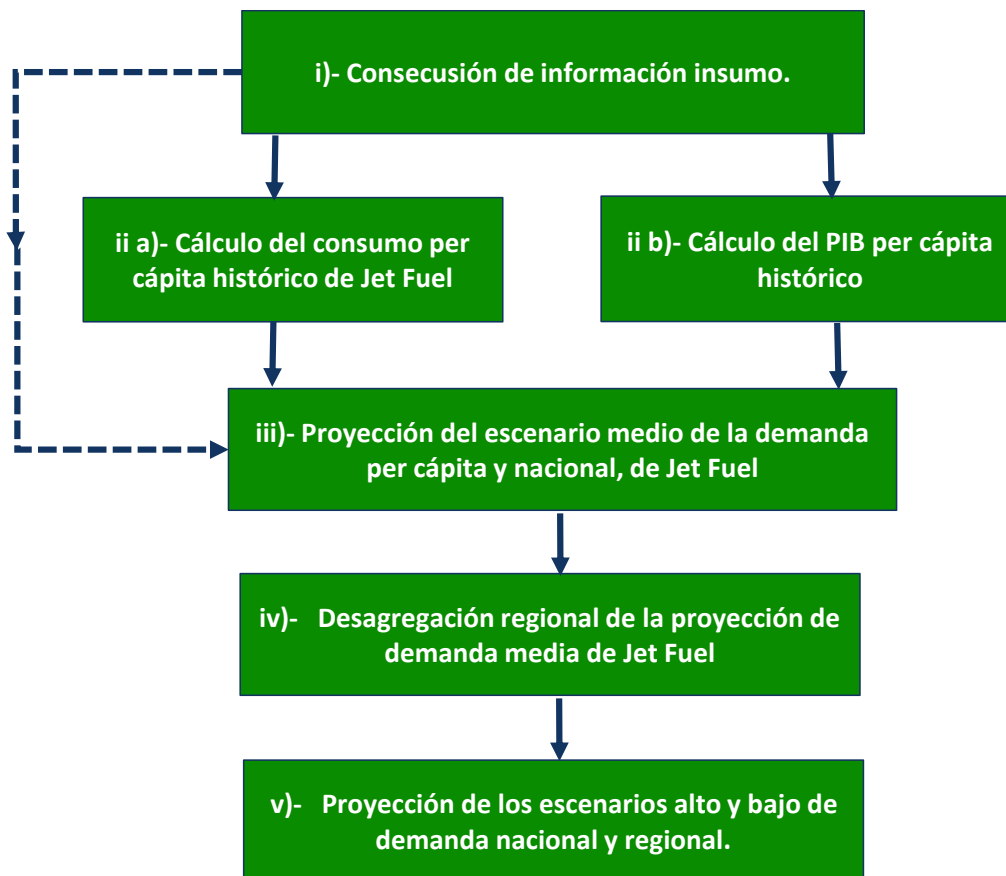 i)- Consecusión de información insumo.
ii a)- Cálculo del consumo per
cápita histórico de Jet Fuel
ii b)- Cálculo del PIB per cápita
histórico
iii)- Proyección del escenario medio de la demanda
per cápita y nacional, de Jet Fuel
iv)- Desagregación regional de la proyección de
demanda media de Jet Fuel
v)- Proyección de los escenarios alto y bajo de
demanda nacional y regional.